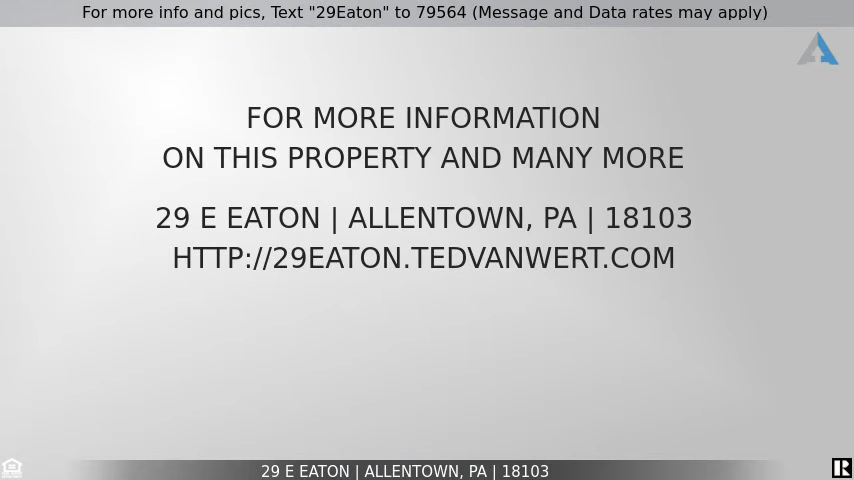 For more info and pics, Text "29Eaton" to 79564 (Message and Data rates may apply)
FOR MORE INFORMATION
ON THIS PROPERTY AND MANY MORE
29 E EATON | ALLENTOWN, PA | 18103
HTTP://29EATON.TEDVANWERT.COM
29 E EATON | ALLENTOWN, PA | 18103